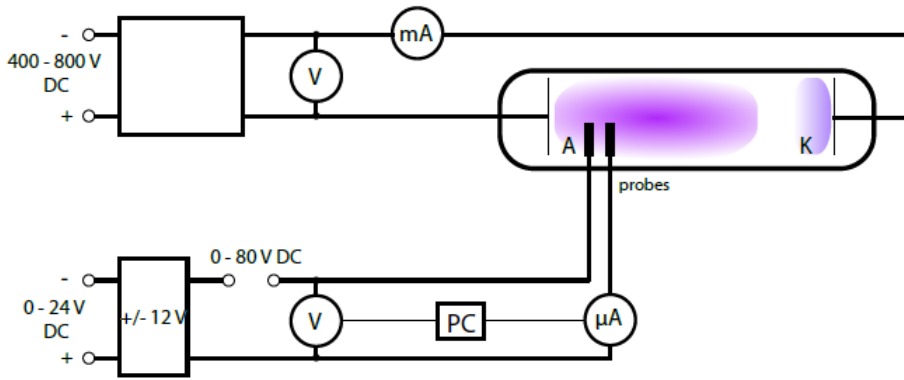 -
mA
400 - 800 V
DC
V
+
A
K
probes
0 - 80 V DC
-
0 - 24 V
DC
+/- 12 V
V
PC
µA
+